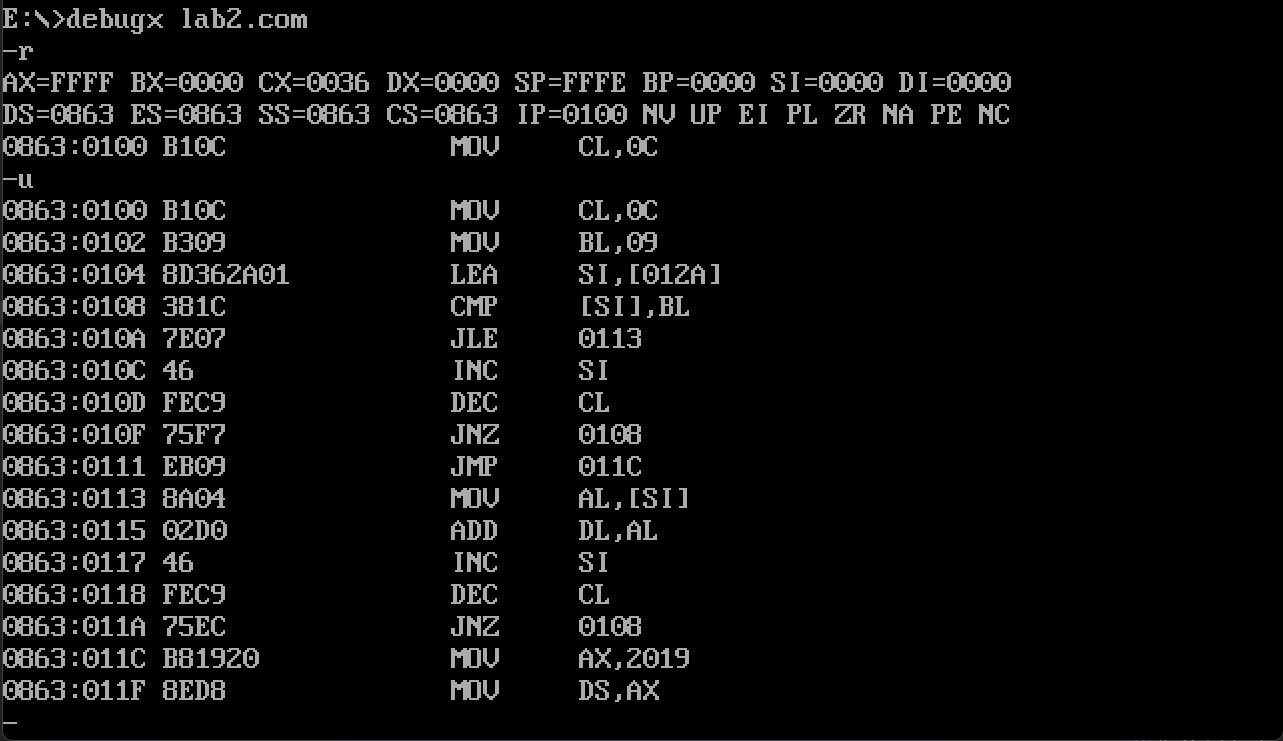 E:\>debugx lab2.com
-r
AX=FFFF BX=0000 CX=0036 DX=0000 SP=FFFE BP=0000 SI=0000 DI=0000
DS=0863 ES=0863 SS=0863 CS=0863 IP=0100 NV UP EI PL ZR NA PE NC
0863:0100 B10C MOV CL,0C
-u
0863:0100 B10C MOV CL,0C
0863:0102 B309 MOV BL,09
0863:0104 8D362A01 LEA SI,[012A]
0863:0108 381C CMP [SI],BL
0863:010A 7E07 JLE 0113
0863:010C 46 INC SI
0863:010D FEC9 DEC CL
0863:010F 75F7 JNZ 0108
0863:0111 EB09 JMP 011C
0863:0113 8A04 MOV AL,[SI]
0863:0115 02D0 ADD DL,AL
0863:0117 46 INC SI
0863:0118 FEC9 DEC CL
0863:011A 75EC JNZ 0108
0863:011C B81920 MOV AX,2019
0863:011F 8ED8 MOV DS,AX
-